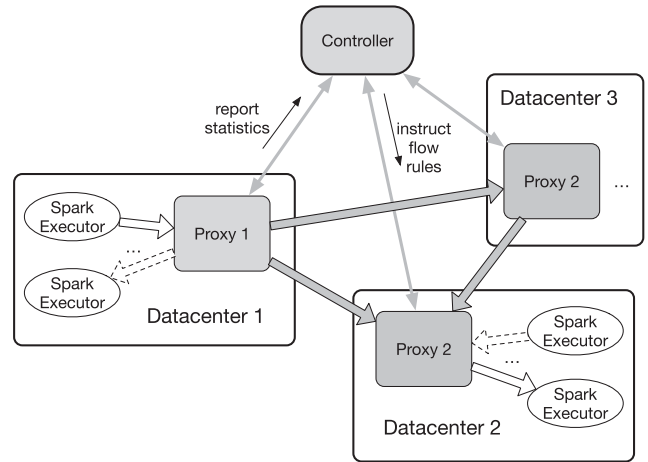 Controller
report
statistics
instruct
flow
rules
Datacenter 3
Proxy 2
...
Spark
Executor
Proxy 1
...
Spark
Executor
Datacenter 1
Proxy 2
Spark
Executor
...
Spark
Executor
Datacenter 2